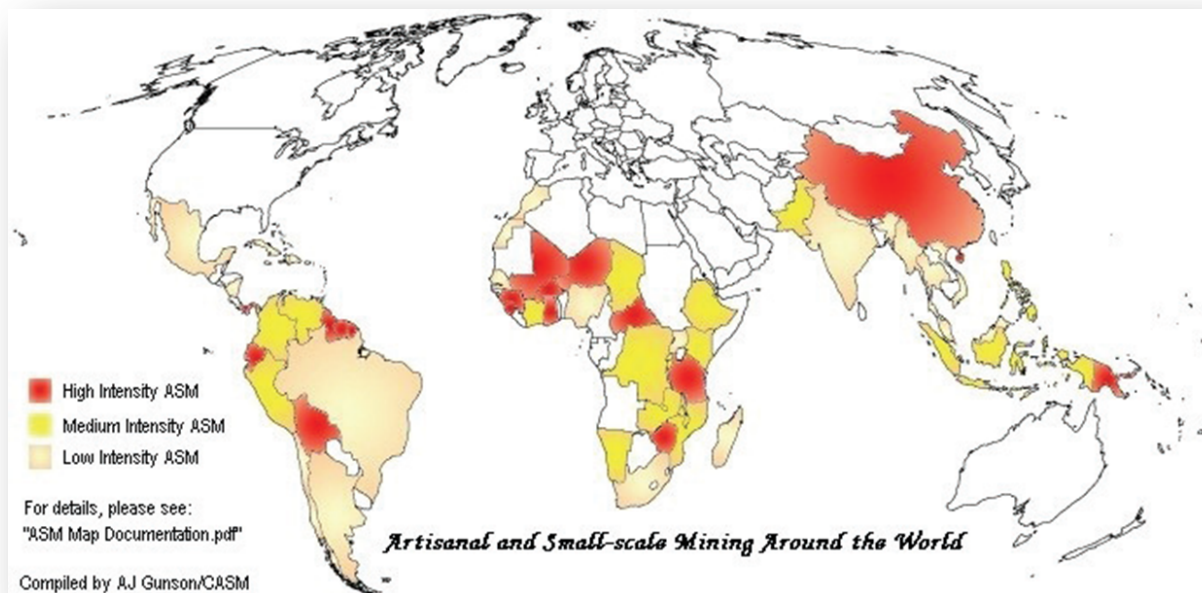 High Intensity ASM
Medium Intensity ASM
Low Intensity ASM
For details, please see:
"ASM Map Documentation.pdf"
Artisanal and Small-scale Mining Around the World
Compiled by AJ Gunson/CASM